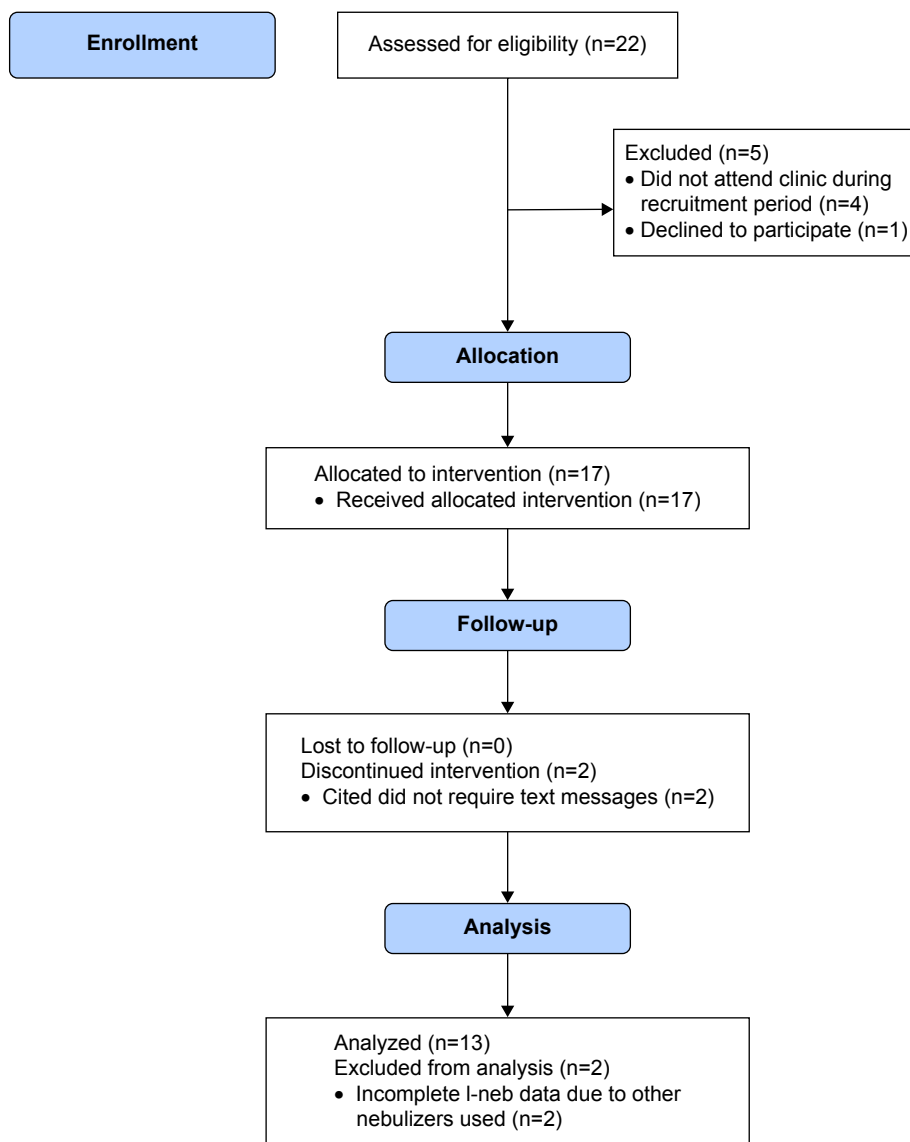 Enrollment
Assessed for eligibility (n=22)
Excluded (n=5)
• Did not attend clinic during
recruitment period (n=4)
• Declined to participate (n=1)
Allocation
Allocated to intervention (n=17)
• Received allocated intervention (n=17)
Follow-up
Lost to follow-up (n=0)
Discontinued intervention (n=2)
• Cited did not require text messages (n=2)
Analysis
Analyzed (n=13)
Excluded from analysis (n=2)
• Incomplete I-neb data due to other
nebulizers used (n=2)